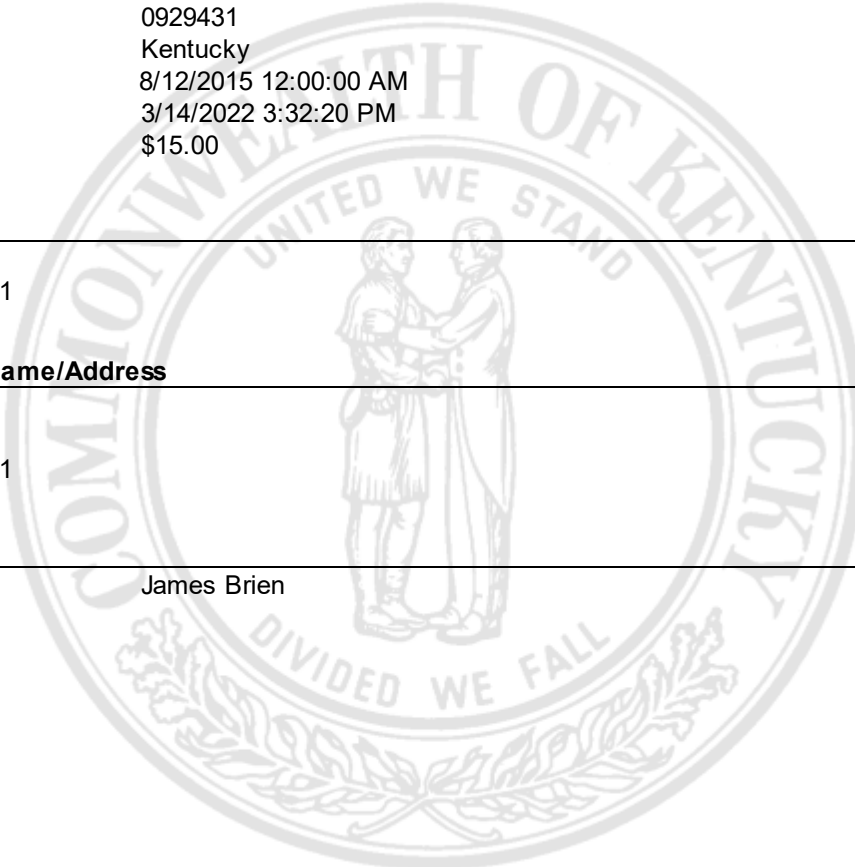 0929431
Kentucky
8/12/2015 12:00:00 AM
3/14/2022 3:32:20 PM
$15.00
1
ame/Address
1
James Brien
COMMONWEALTH OF KENTUCKY
UNITED WE STAND
DIVIDED WE FALL